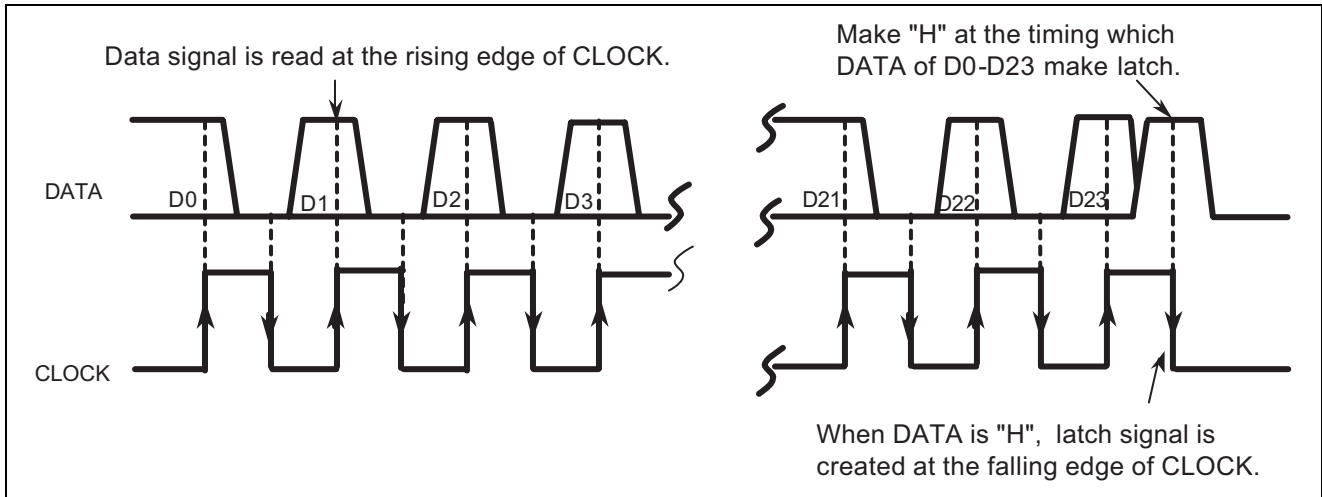 Data signal is read at the rising edge of CLOCK.
Make "H" at the timing which
DATA of D0-D23 make latch.
DATA
D0
D1
D2
D3
D21
D22
D23
CLOCK
When DATA is "H", latch signal is
created at the falling edge of CLOCK.